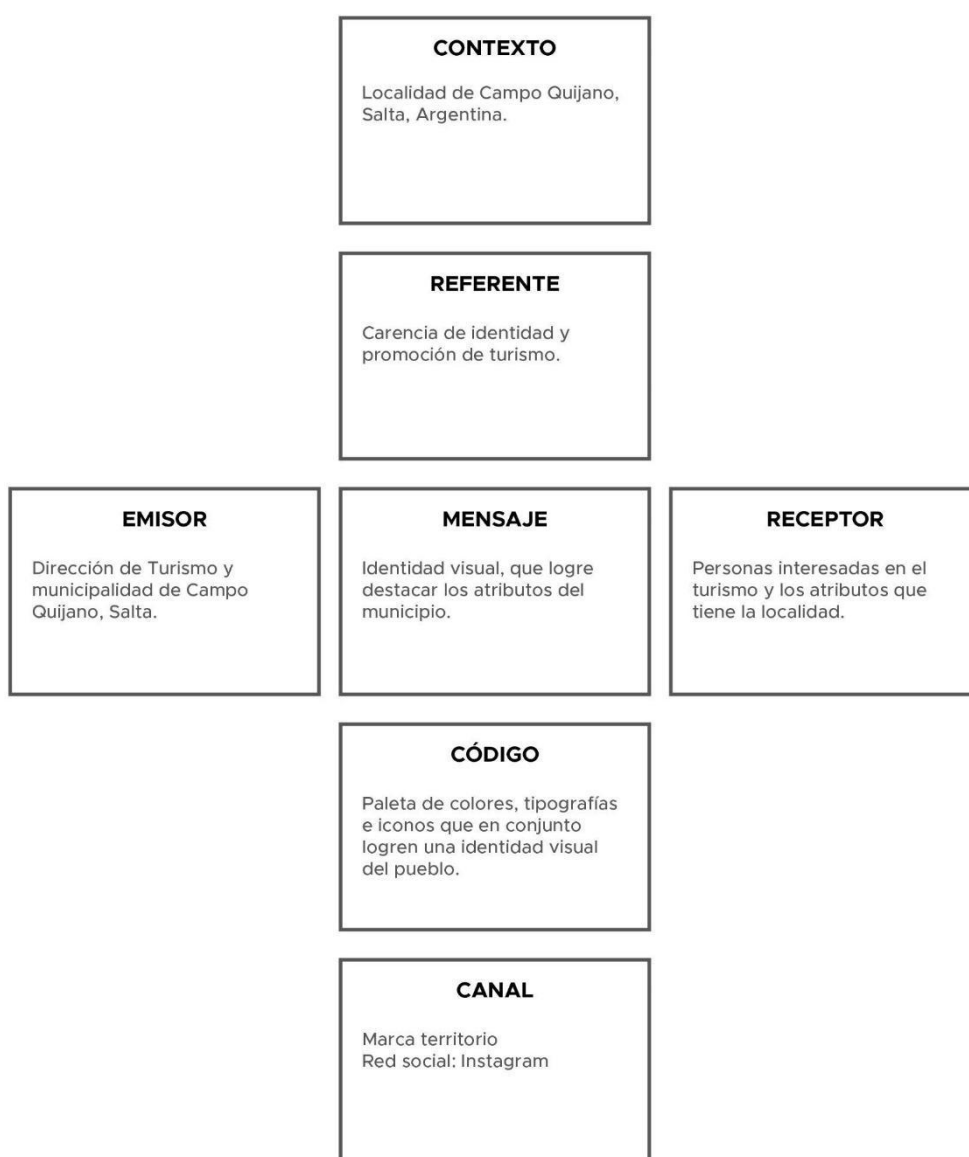 CONTEXTO
Localidad de Campo Quijano,
Salta, Argentina.
REFERENTE
Carencia de identidad y
promoción de turismo.
EMISOR
Dirección de Turismo y
municipalidad de Campo
Quijano, Salta.
MENSAJE
Identidad visual, que logre
destacar los atributos del
municipio.
RECEPTOR
Personas interesadas en el
turismo y los atributos que
tiene la localidad.
CÓDIGO
Paleta de colores, tipografías
e iconos que en conjunto
logren una identidad visual
del pueblo.
CANAL
Marca territorio
Red social: Instagram